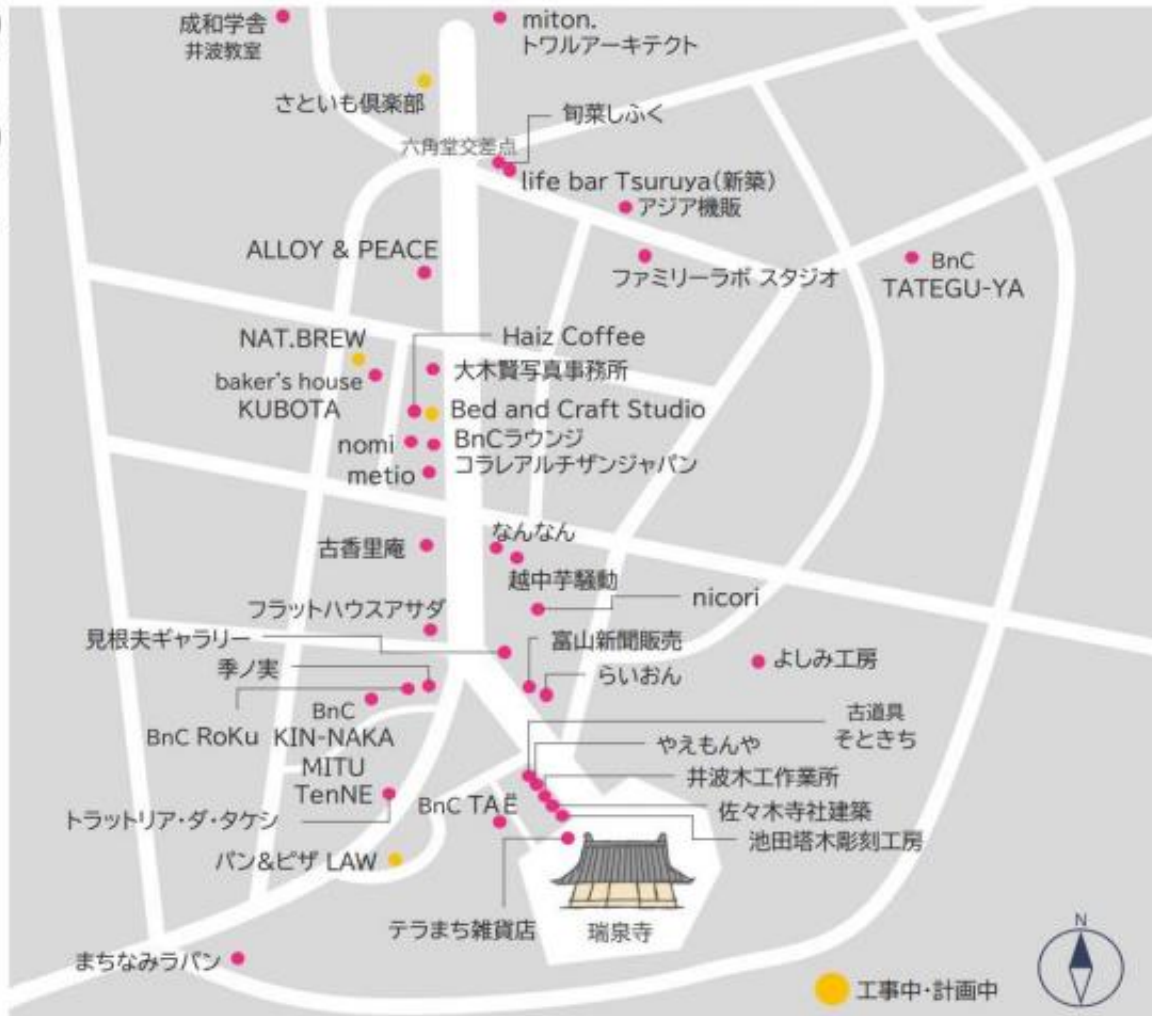 成和学舎
井波教室
miton.
トワルアーキテクト
さといも倶楽部
旬菜しふく
六角堂交差点
life bar Tsuruya(新築)
アジア機販
ALLOY & PEACE
ファミリーラボ スタジオ
BnC
TATEGU-YA
NAT.BREW
Haiz Coffee
baker's house
KUBOTA
大木賢写真事務所
Bed and Craft Studio
nomi
BnCラウンジ
metio
コラレアルチザンジャパン
古香里庵
なんなん
越中芋騒動
nicori
フラットハウスアサダ
見根夫ギャラリー
富山新聞販売
よしみ工房
季ノ実
らいおん
BnC RoKu
BnC
KIN-NAKA
MITU
TenNE
古道具
そときち
やえもんや
井波木工作業所
BnC TAË
佐々木寺社建築
トラットリア・ダ・タケシ
池田塔木彫刻工房
パン&ピザ LAW
テラまち雑貨店
瑞泉寺
まちなみラパン
工事中・計画中
N